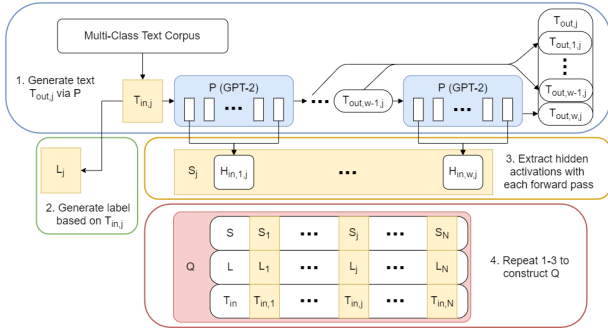 Multi-Class Text Corpus
1. Generate text
T_out,j via P
T_in,j
P (GPT-2)
•••
•••
T_out,w-1,j
P (GPT-2)
•••
T_out,j
T_out,1,j
T_out,w-1,j
T_out,w,j
L_j
2. Generate label
based on T_in,j
S_j
H_in,1,j
•••
H_in,w,j
3. Extract hidden
activations with
each forward pass
Q
S S_1 ••• S_j ••• S_N
L L_1 ••• L_j ••• L_N
T_in T_in,1 ••• T_in,j ••• T_in,N
4. Repeat 1-3 to
construct Q